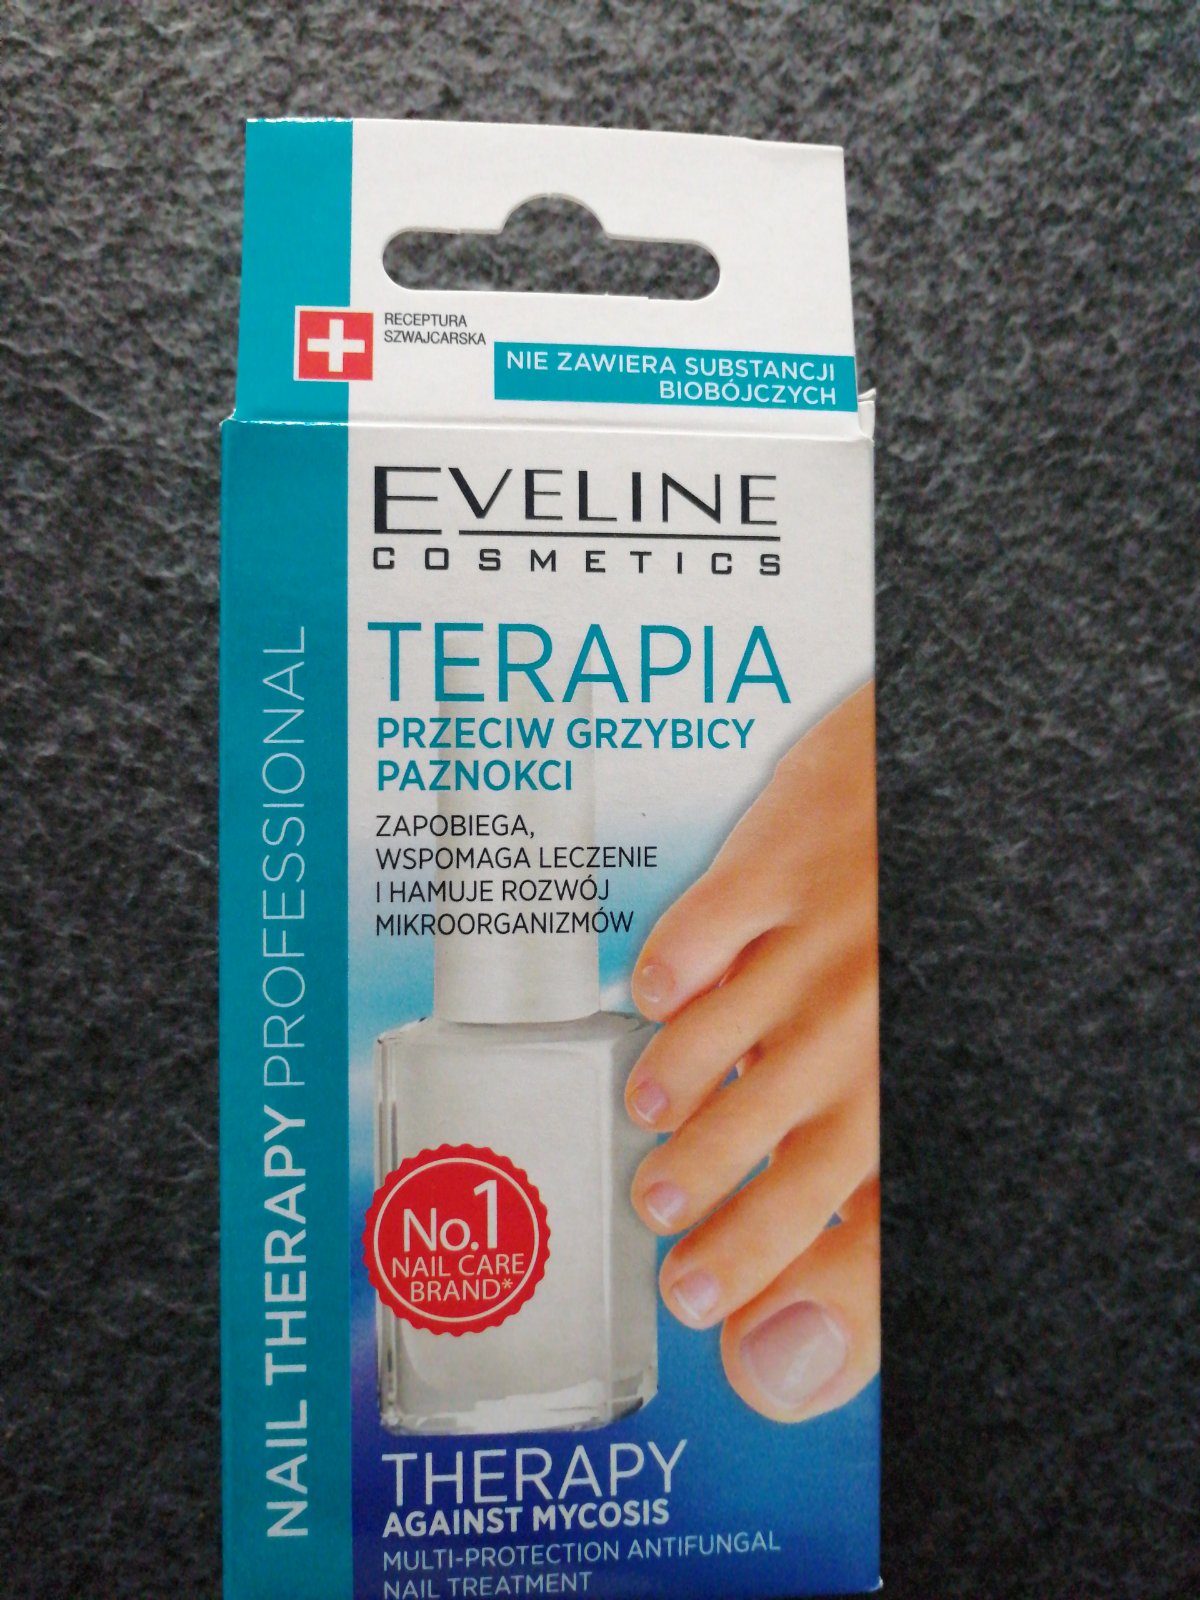 RECEPTURA
SZWAJCARSKA
NIE ZAWIERA SUBSTANCJI
BIOBÓJCZYCH
EVELINE
COSMETICS
TERAPIA
PRZECIW GRZYBICY
PAZNOKCI
ZAPOBIEGA,
WSPOMAGA LECZENIE
I HAMUJE ROZWÓJ
MIKROORGANIZMÓW
NAIL THERAPY PROFESSIONAL
No.1
NAIL CARE
BRAND*
THERAPY
AGAINST MYCOSIS
MULTI-PROTECTION ANTIFUNGAL
NAIL TREATMENT